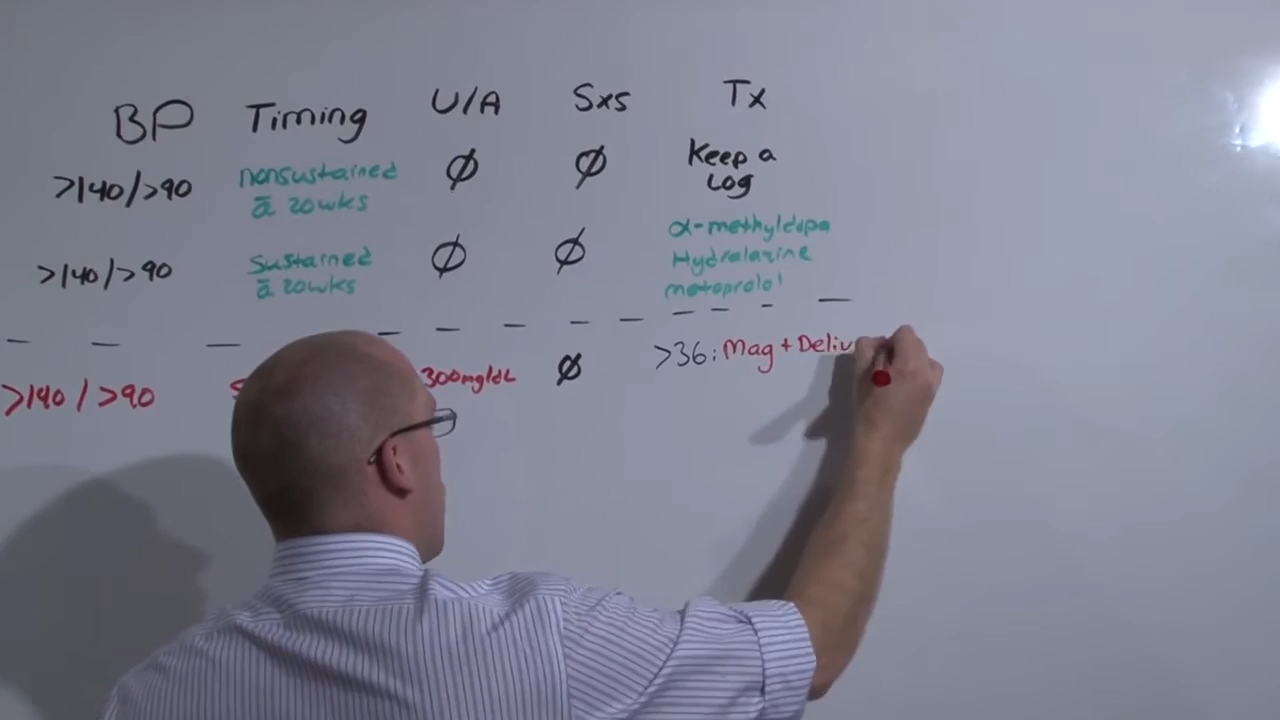 BP Timing U/A Sxs Tx
>140/>90 nonsustained ā 20wks Ø Ø Keep a Log
>140/>90 Sustained ā 20wks Ø Ø α-methyldopa Hydralazine metoprolol
>140/>90 300mg/dL Ø >36: Mag + Deliv